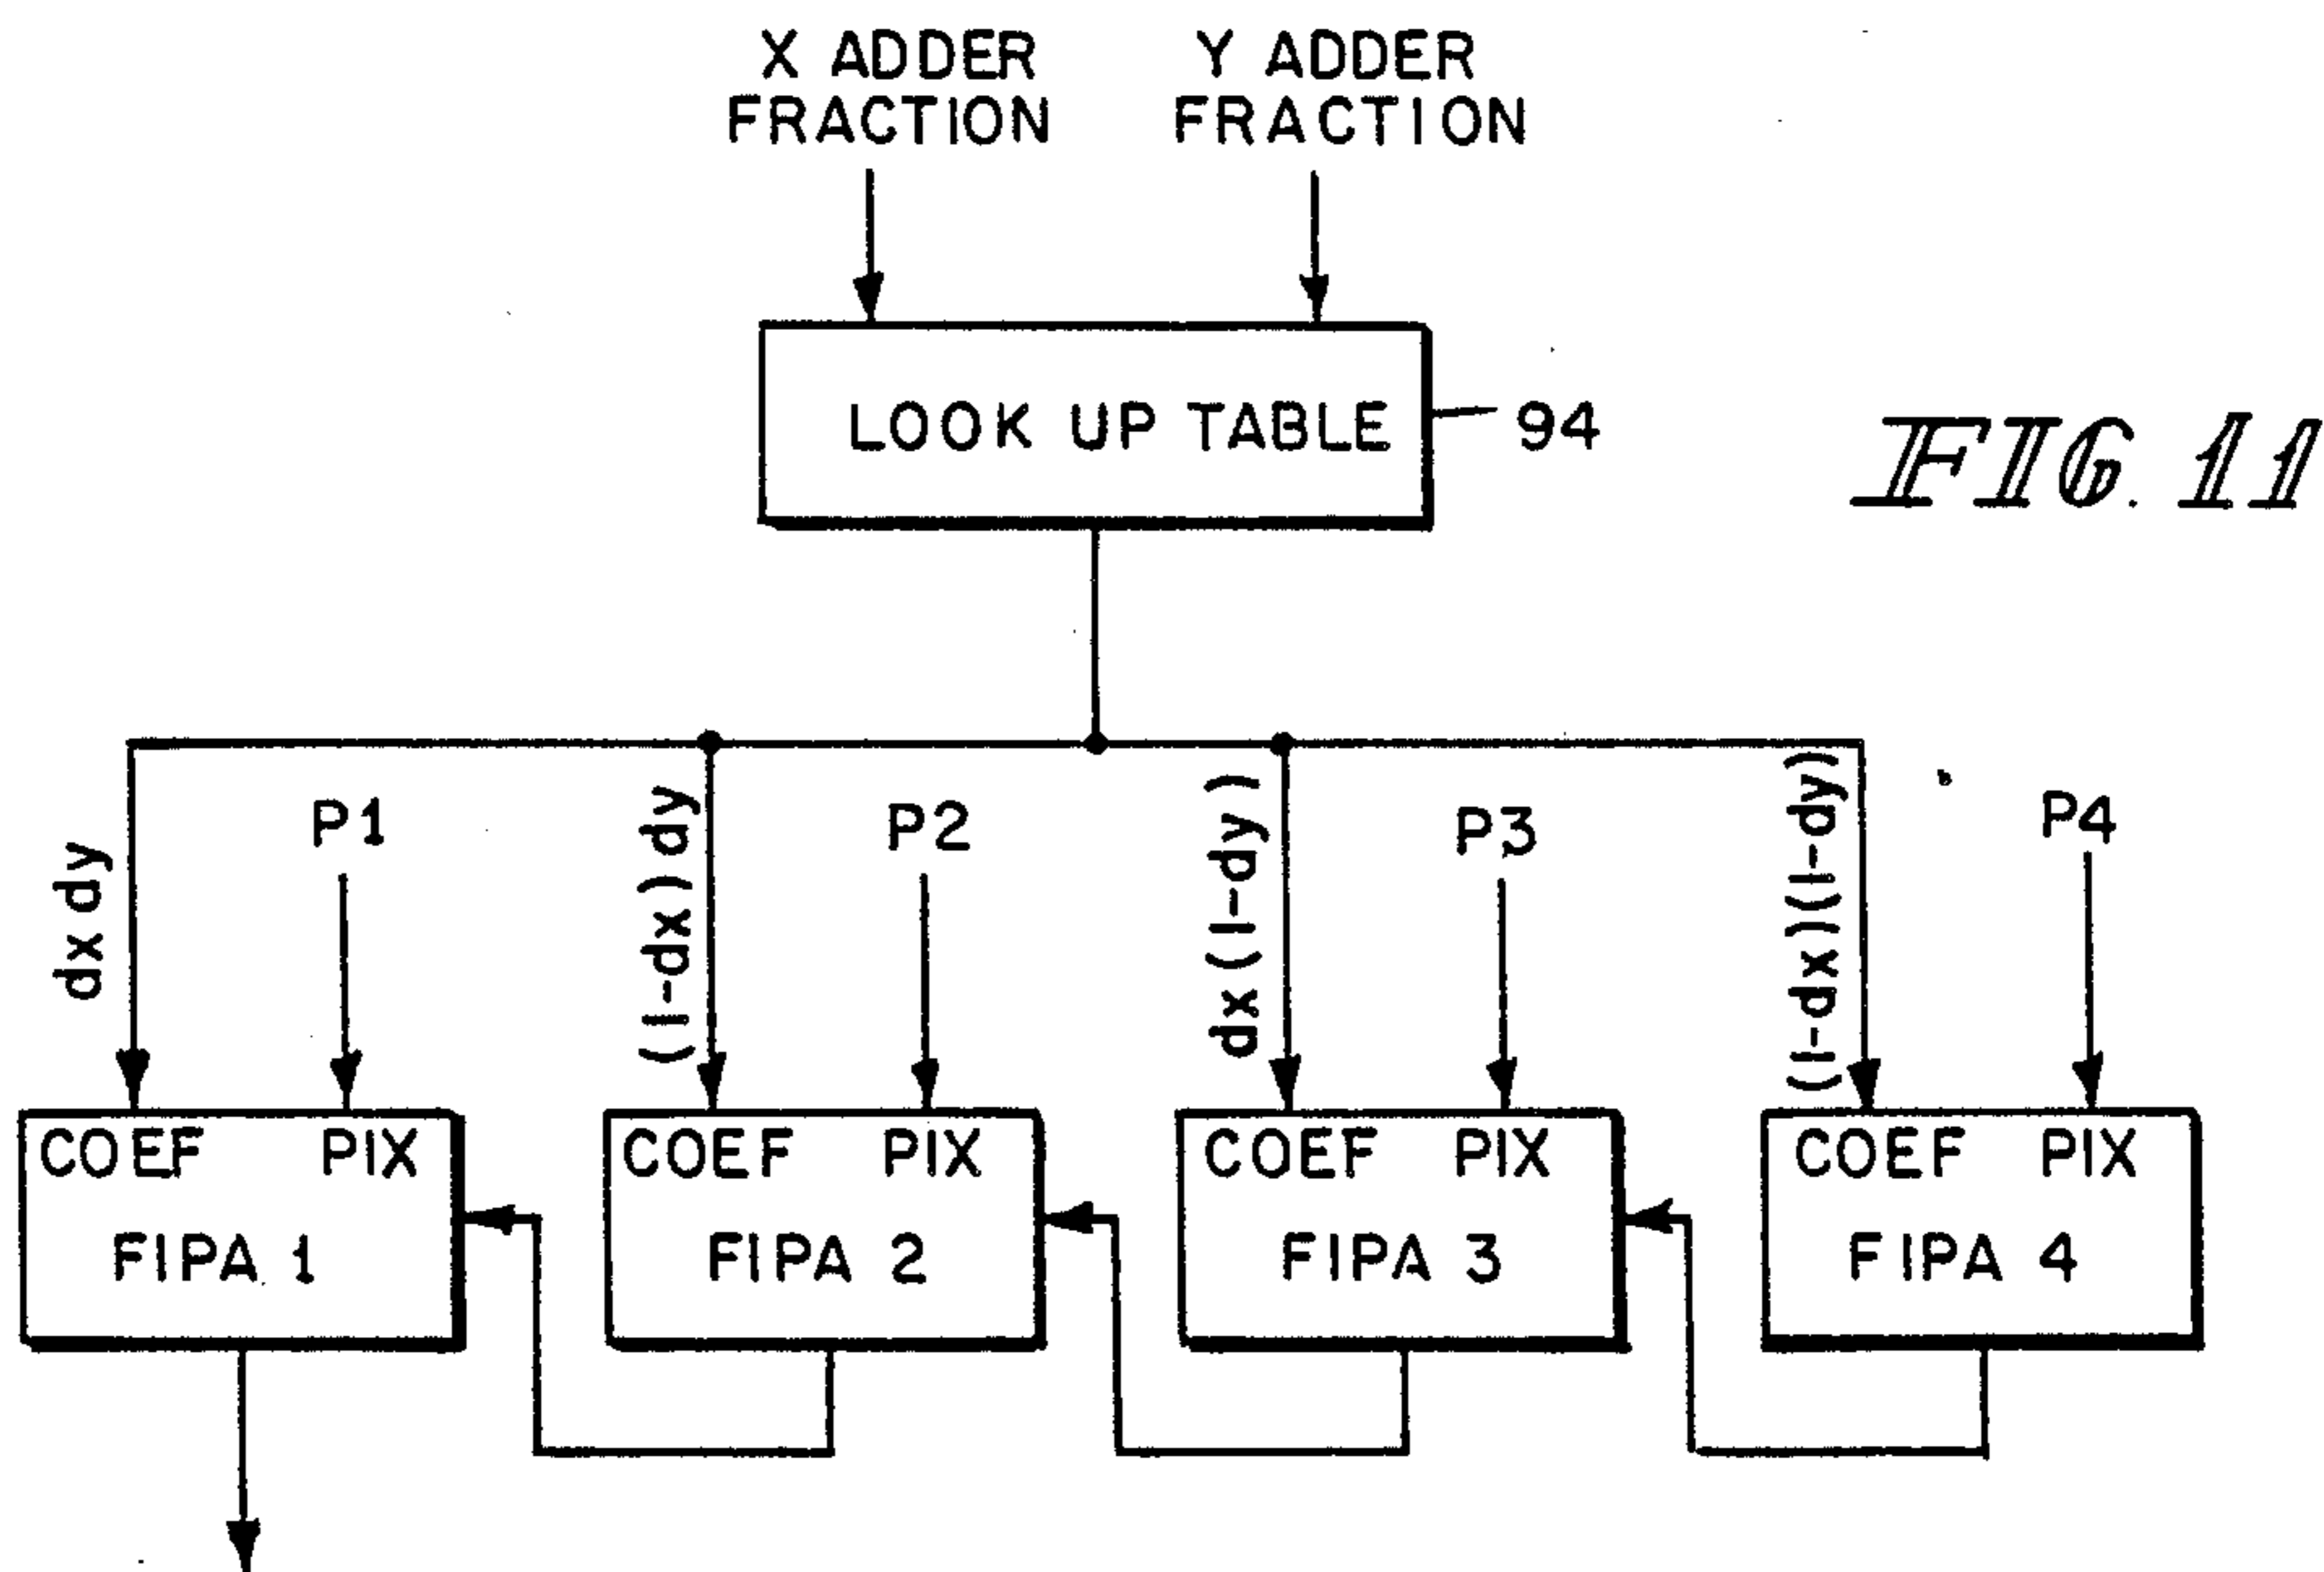 X ADDER FRACTION
Y ADDER FRACTION
LOOK UP TABLE
94
FIG. 11
dx dy
P1
(1-dx) dy
P2
dx (1-dy)
P3
(1-dx)(1-dy)
P4
COEF PIX
FIPA 1
COEF PIX
FIPA 2
COEF PIX
FIPA 3
COEF PIX
FIPA 4